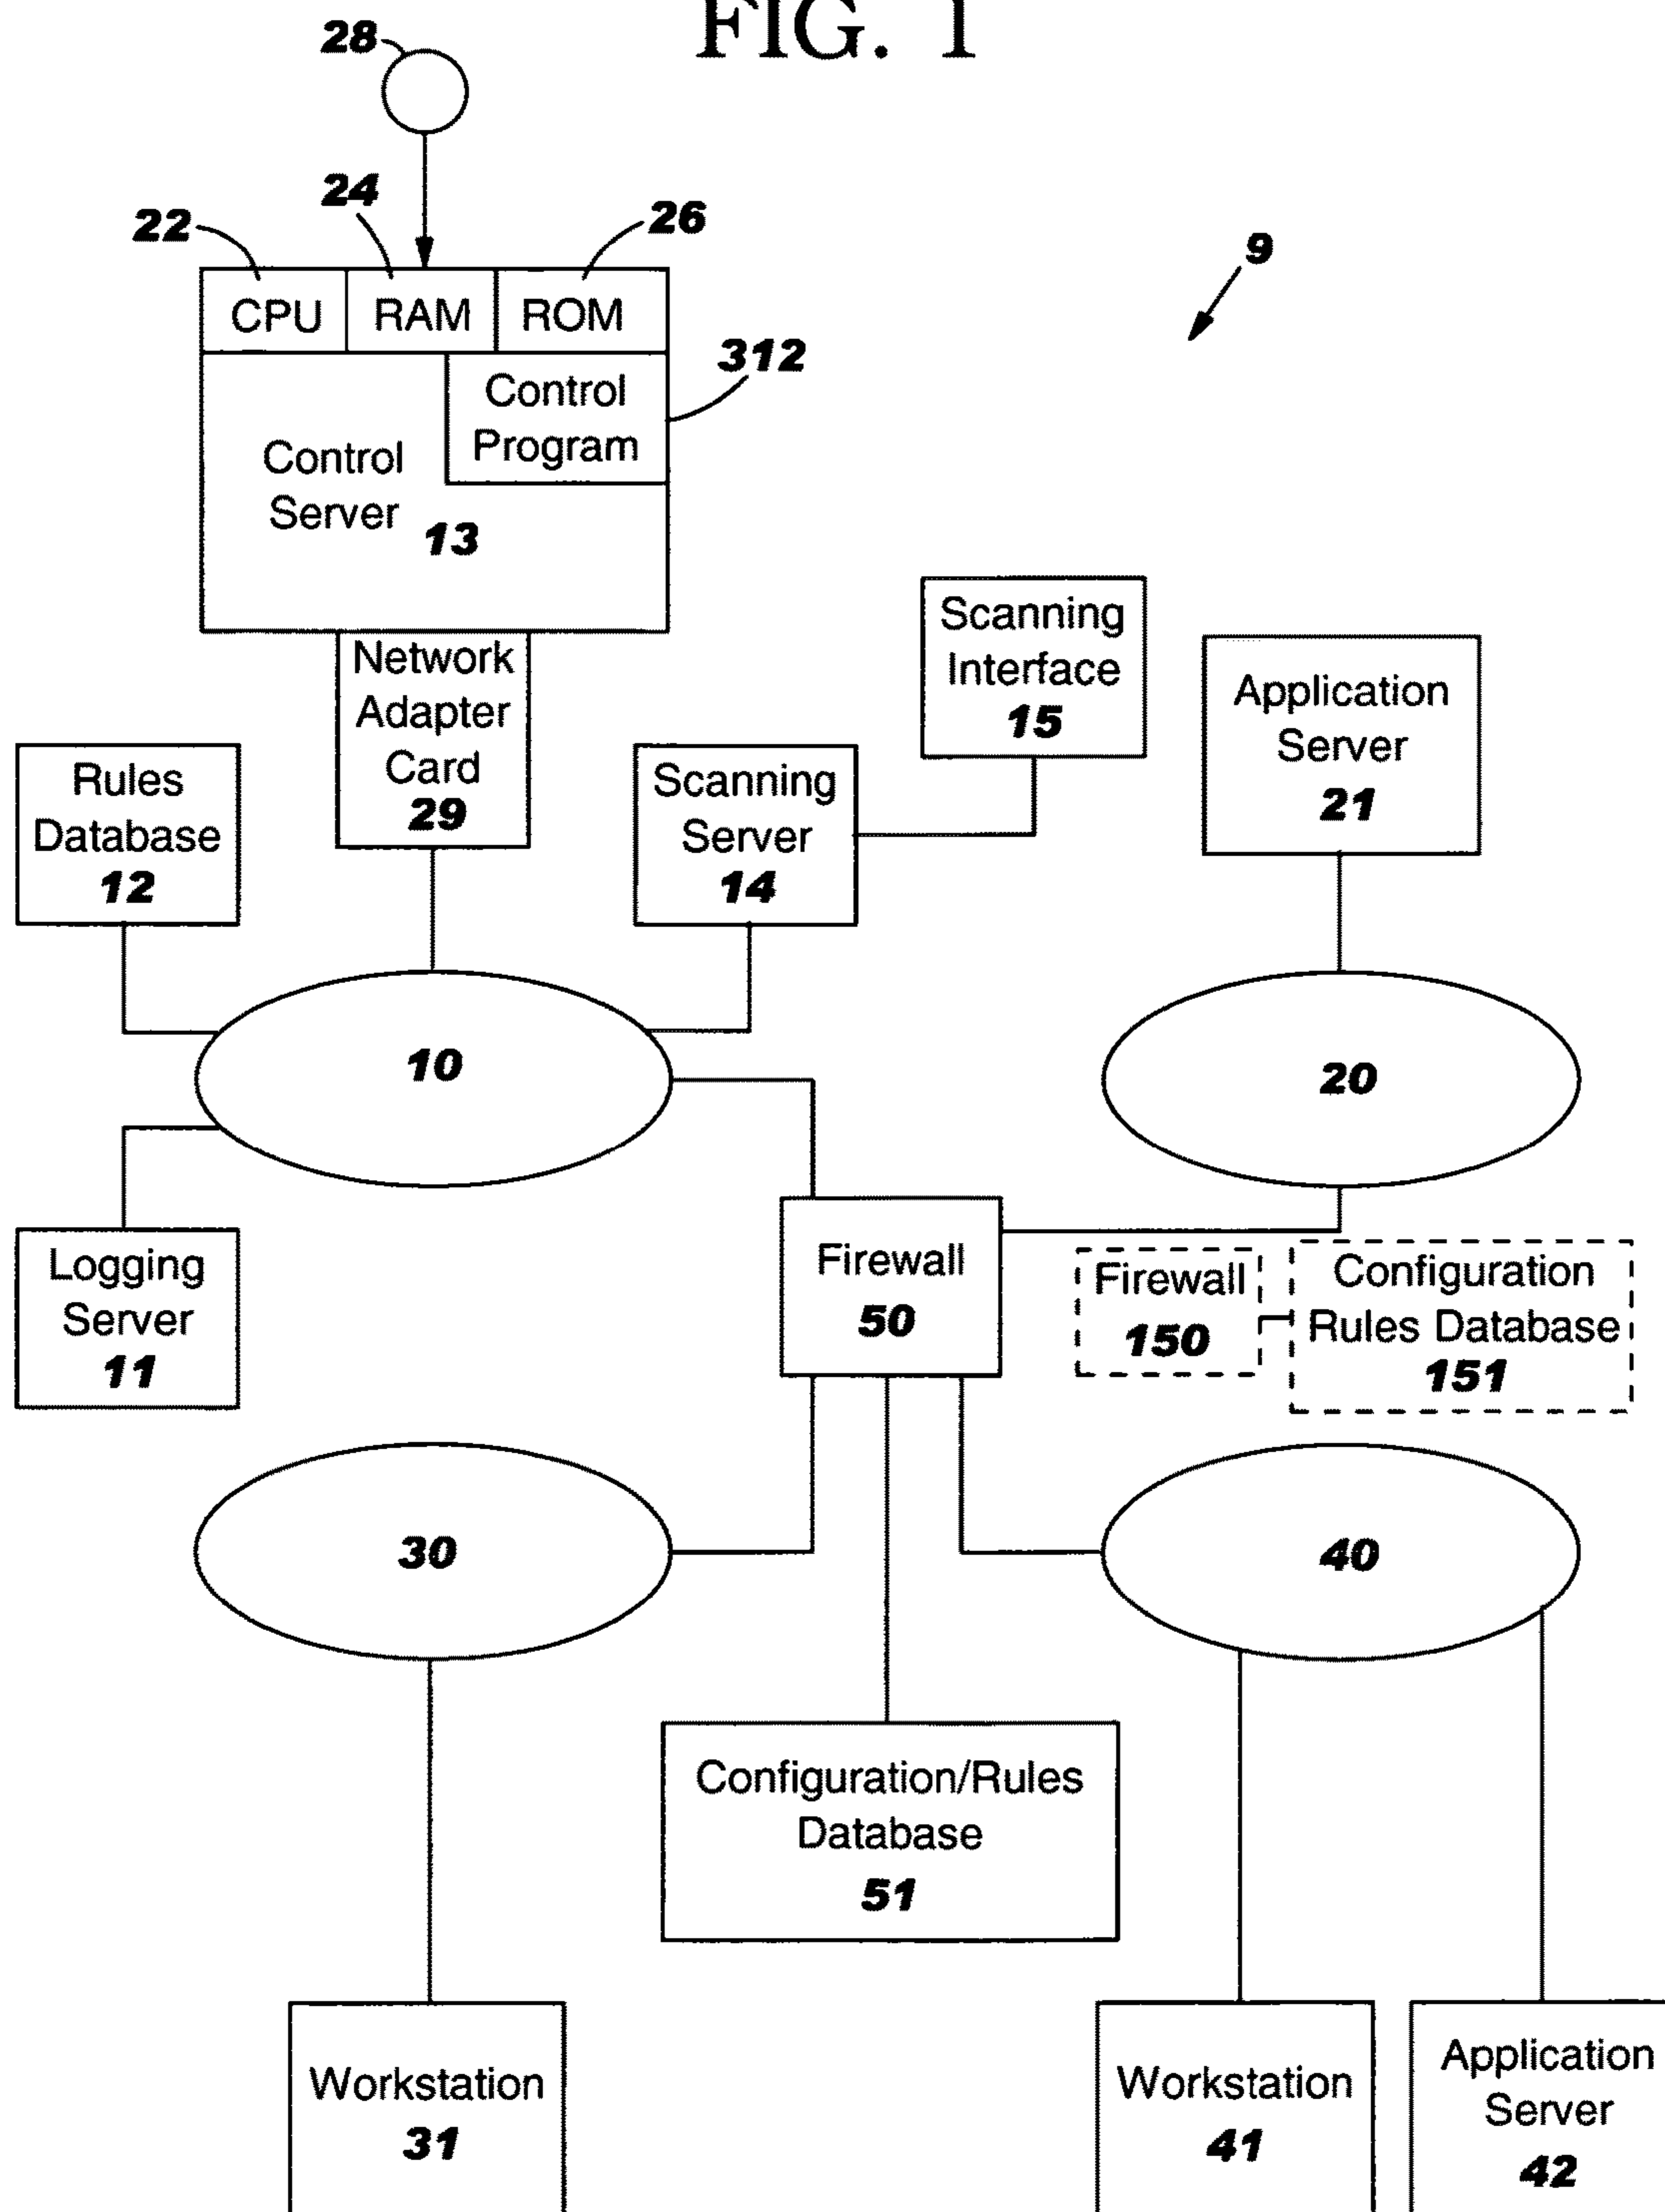 FIG. 1
28
24
22
26
9
CPU
RAM
ROM
312
Control
Program
Control
Server
13
Scanning
Interface
15
Network
Adapter
Card
29
Application
Server
21
Rules
Database
12
Scanning
Server
14
10
20
Logging
Server
11
Firewall
50
Firewall
150
Configuration
Rules Database
151
30
40
Configuration/Rules
Database
51
Workstation
31
Workstation
41
Application
Server
42